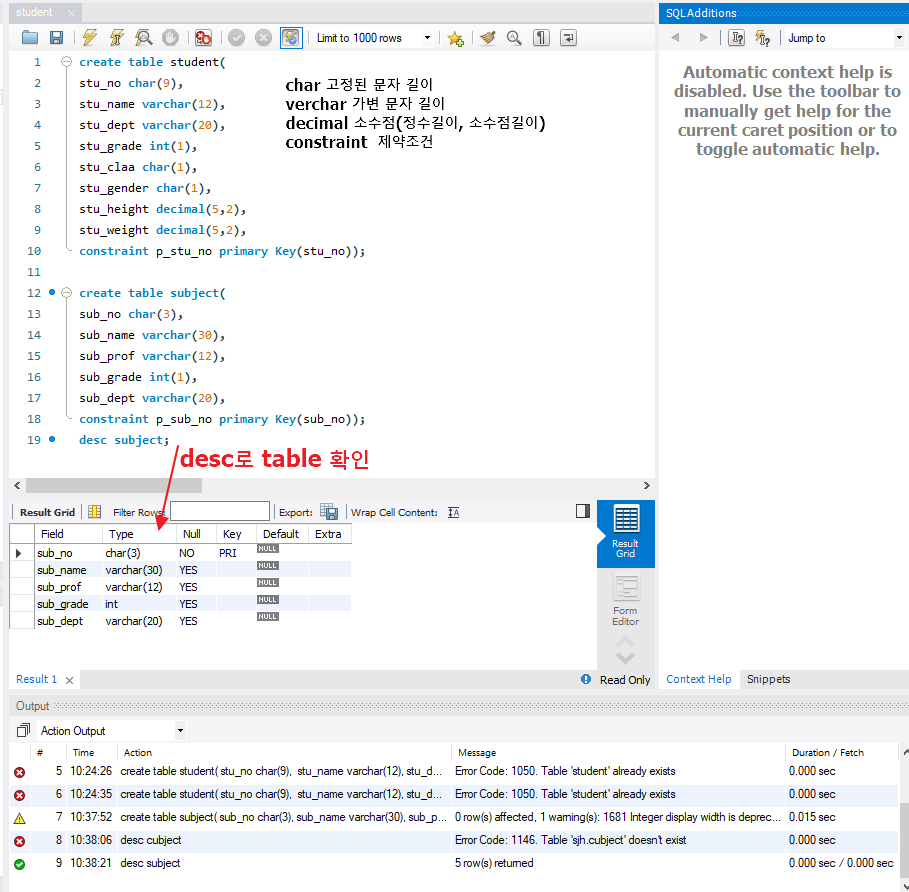 student
SQLAdditions
Limit to 1000 rows
Jump to
1 create table student(
2 stu_no char(9),
3 stu_name varchar(12),
4 stu_dept varchar(20),
5 stu_grade int(1),
6 stu_claa char(1),
7 stu_gender char(1),
8 stu_height decimal(5,2),
9 stu_weight decimal(5,2),
10 constraint p_stu_no primary Key(stu_no));
11
12 create table subject(
13 sub_no char(3),
14 sub_name varchar(30),
15 sub_prof varchar(12),
16 sub_grade int(1),
17 sub_dept varchar(20),
18 constraint p_sub_no primary Key(sub_no));
19 desc subject;
char 고정된 문자 길이
verchar 가변 문자 길이
decimal 소수점(정수길이, 소수점길이)
constraint 제약조건
desc로 table 확인
Automatic context help is
disabled. Use the toolbar to
manually get help for the
current caret position or to
toggle automatic help.
Result Grid Filter Rows: Export: Wrap Cell Content:
Field Type Null Key Default Extra
sub_no char(3) NO PRI NULL
sub_name varchar(30) YES NULL
sub_prof varchar(12) YES NULL
sub_grade int YES NULL
sub_dept varchar(20) YES NULL
Result
Grid
Form
Editor
Result 1
Read Only
Context Help Snippets
Output
Action Output
# Time Action Message Duration / Fetch
5 10:24:26 create table student( stu_no char(9), stu_name varchar(12), stu_d... Error Code: 1050. Table 'student' already exists 0.000 sec
6 10:24:35 create table student( stu_no char(9), stu_name varchar(12), stu_d... Error Code: 1050. Table 'student' already exists 0.000 sec
7 10:37:52 create table subject( sub_no char(3), sub_name varchar(30), sub_p... 0 row(s) affected, 1 warning(s): 1681 Integer display width is deprec... 0.015 sec
8 10:38:06 desc cubject Error Code: 1146. Table 'sjh.cubject' doesn't exist 0.000 sec
9 10:38:21 desc subject 5 row(s) returned 0.000 sec / 0.000 sec